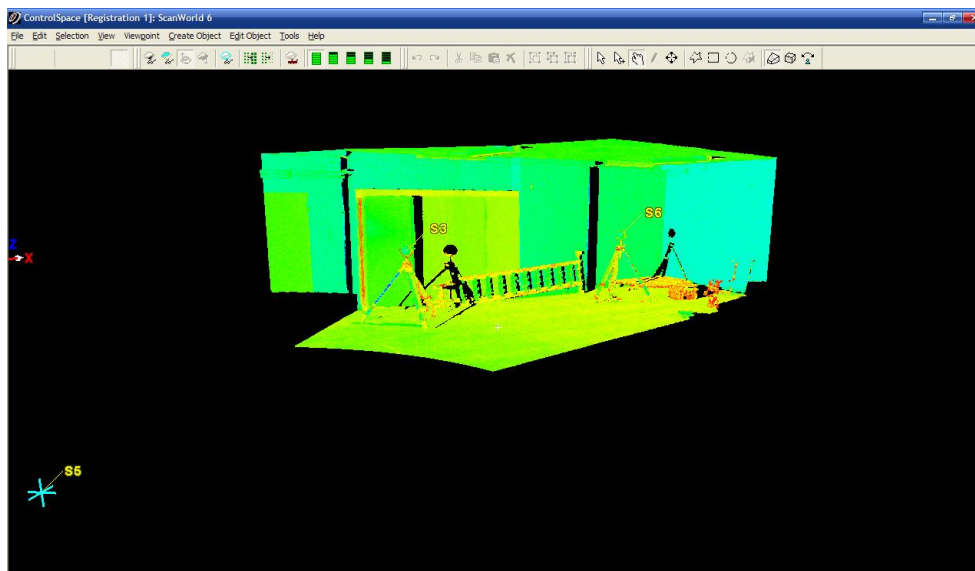 ControlSpace [Registration 1]: ScanWorld 6
File Edit Selection View Viewpoint Create Object Edit Object Tools Help
S6
S3
Z
X
S5